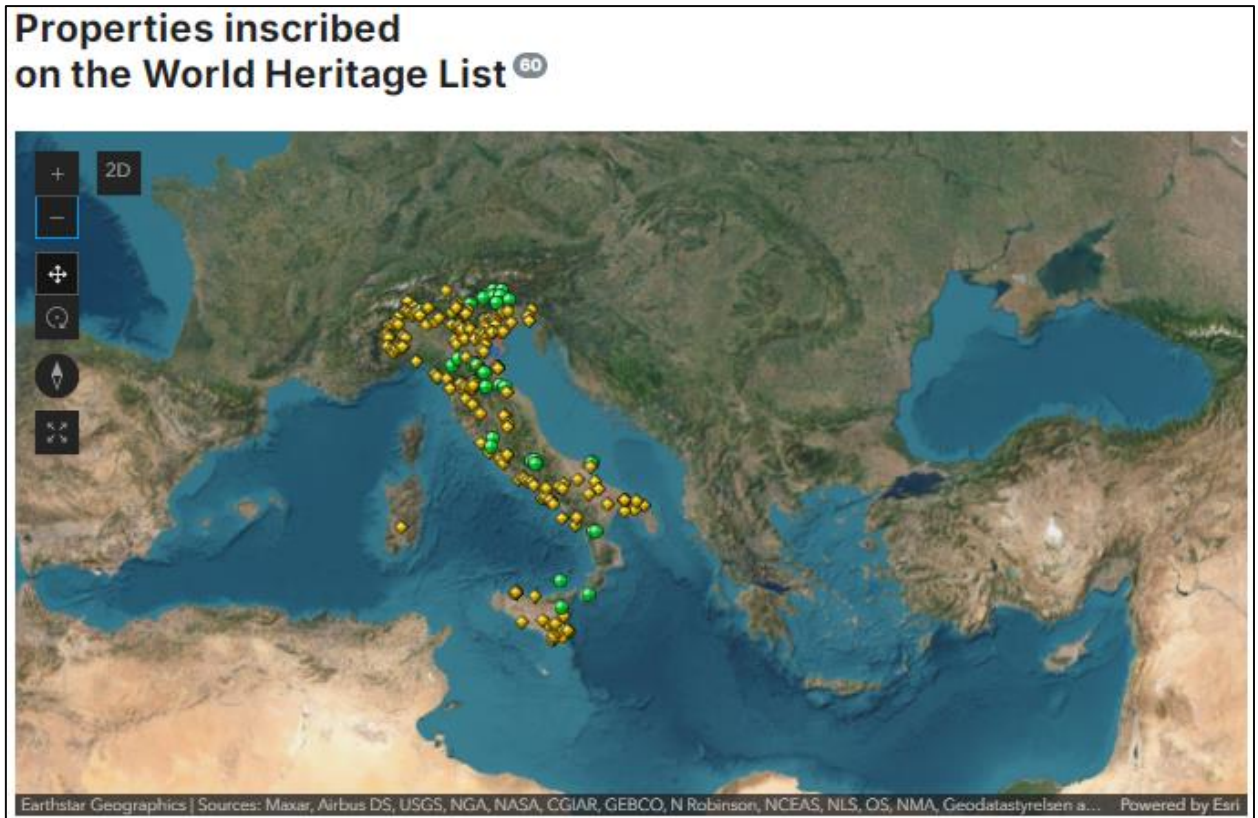 Properties inscribed
on the World Heritage List 60
+ 2D
−
Earthstar Geographics | Sources: Maxar, Airbus DS, USGS, NGA, NASA, CGIAR, GEBCO, N Robinson, NCEAS, NLS, OS, NMA, Geodatastyrelsen a... Powered by Esri